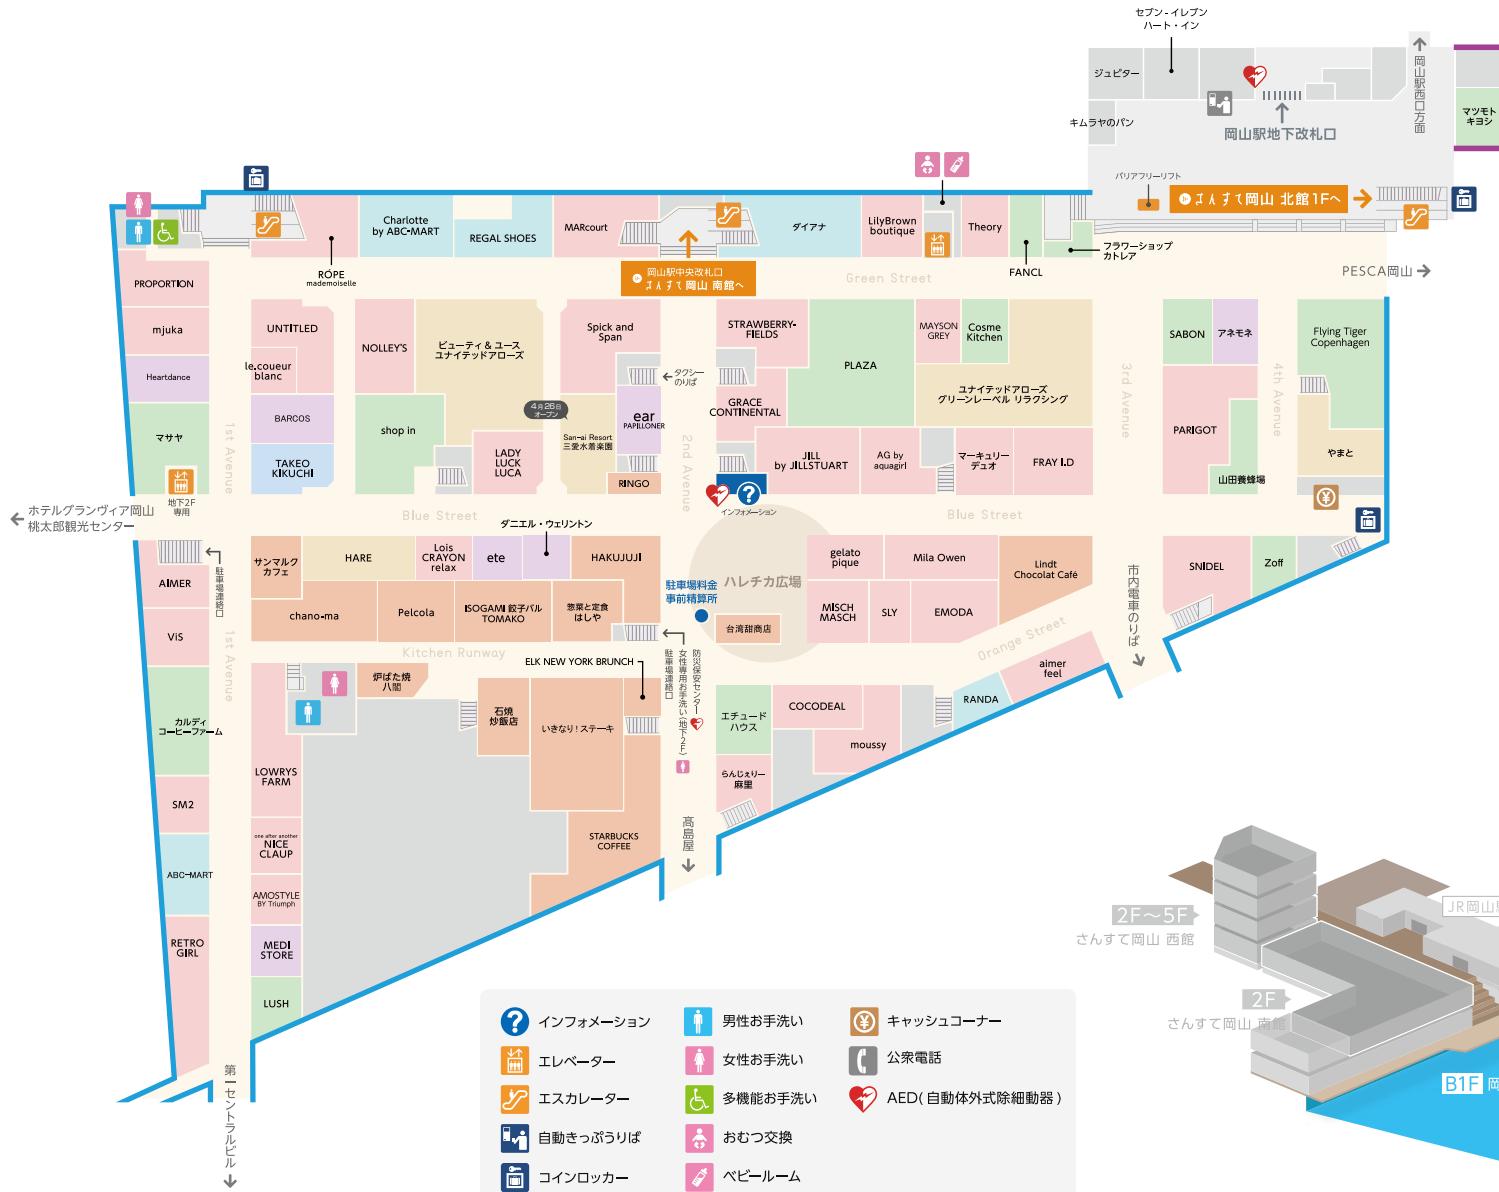 セブン-イレブン
ハート・イン
ジュピター
キムラヤのパン
岡山駅地下改札口
岡山駅西口方面
マツモト
キヨシ
バリアフリーリフト
さんすて岡山 北館1Fへ
フラワーショップ
カトレア
PESCA岡山
RÓPE
mademoiselle
Charlotte
by ABC-MART
REGAL SHOES
MARcourt
岡山駅中央改札口
さんすて岡山 南館へ
ダイアナ
LilyBrown
boutique
Theory
FANCL
Green Street
PROPORTION
mjuka
Heartdance
マサヤ
地下2F
専用
UNTITLED
le.coueur
blanc
BARCOS
TAKEO
KIKUCHI
NOLLEY'S
shop in
ビューティ & ユース
ユナイテッドアローズ
LADY
LUCK
LUCA
4月26日
オープン
San-ai Resort
三愛水着楽園
Spick and
Span
タクシー
のりば
ear
PAPILLONER
RINGO
1st Avenue
2nd Avenue
STRAWBERRY-
FIELDS
GRACE
CONTINENTAL
PLAZA
MAYSON
GREY
Cosme
Kitchen
ユナイテッドアローズ
グリーンレーベル リラクシング
JILL
by JILLSTUART
AG by
aquagirl
マーキュリー
デュオ
FRAY I.D
インフォメーション
3rd Avenue
SABON
アネモネ
PARIGOT
山田養蜂場
4th Avenue
Flying Tiger
Copenhagen
やまと
ホテルグランヴィア岡山
桃太郎観光センター
Blue Street
Blue Street
ダニエル・ウェリントン
AIMER
ViS
カルディ
コーヒーファーム
SM2
ABC-MART
RETRO
GIRL
駐車場連絡口
1st Avenue
サンマルク
カフェ
HARE
Lois
CRAYON
relax
ete
HAKUJUJI
chano-ma
Pelcola
ISOGAMI 餃子バル
TOMAKO
惣菜と定食
はしや
Kitchen Runway
駐車場料金
事前精算所
ハレチカ広場
台湾甜商店
gelato
pique
Mila Owen
Lindt
Chocolat Café
MISCH
MASCH
SLY
EMODA
Orange Street
市内電車のりば
SNIDEL
Zoff
ELK NEW YORK BRUNCH
炉ばた焼
八閤
石焼
炒飯店
いきなり!ステーキ
STARBUCKS
COFFEE
防災保安センター
女性専用お手洗い(地下2F)
駐車場連絡口
髙島屋
エチュード
ハウス
COCODEAL
moussy
RANDA
aimer
feel
らんじぇりー
麻里
LOWRYS
FARM
one after another
NICE
CLAUP
AMOSTYLE
BY Triumph
MEDI
STORE
LUSH
第一セントラルビル
インフォメーション
エレベーター
エスカレーター
自動きっぷうりば
コインロッカー
男性お手洗い
女性お手洗い
多機能お手洗い
おむつ交換
ベビールーム
キャッシュコーナー
公衆電話
AED(自動体外式除細動器)
2F〜5F
さんすて岡山 西館
2F
さんすて岡山 南館
JR岡山
B1F 岡